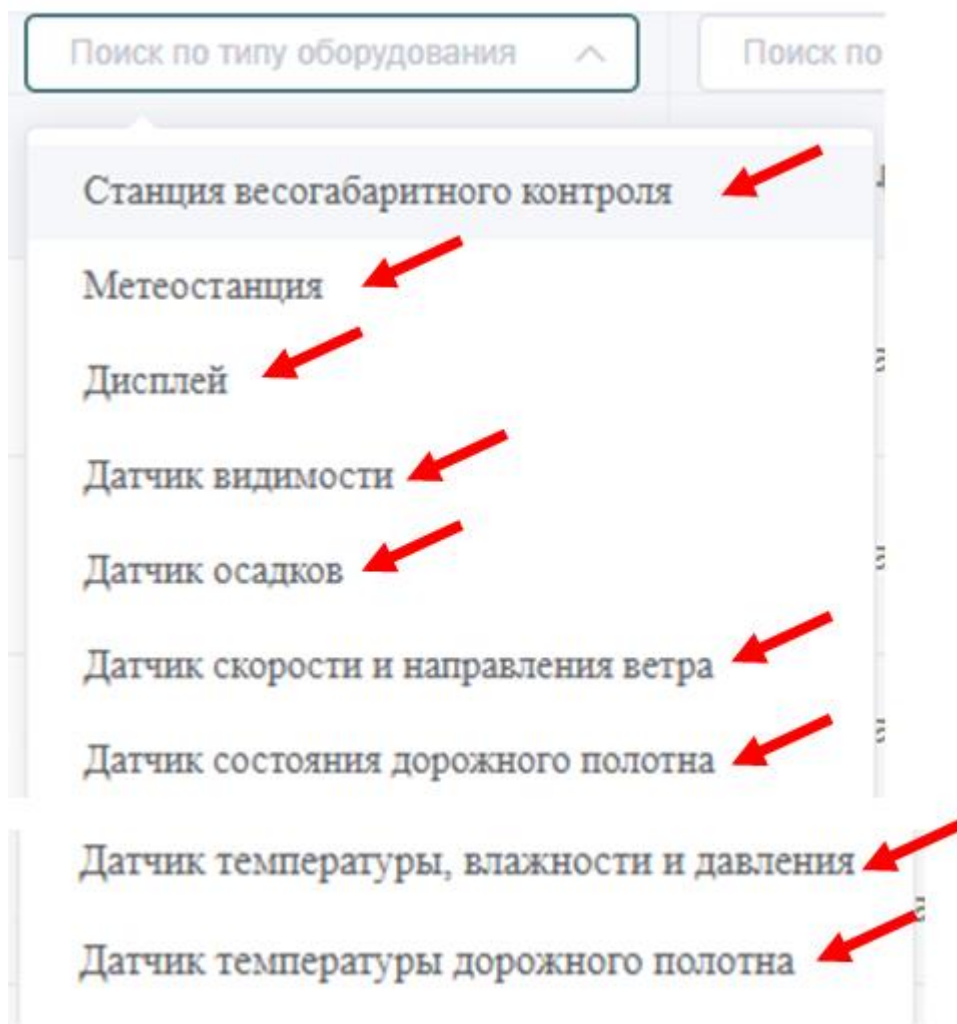 Поиск по типу оборудования
Поиск по
Станция весогабаритного контроля
Метеостанция
Дисплей
Датчик видимости
Датчик осадков
Датчик скорости и направления ветра
Датчик состояния дорожного полотна
Датчик температуры, влажности и давления
Датчик температуры дорожного полотна